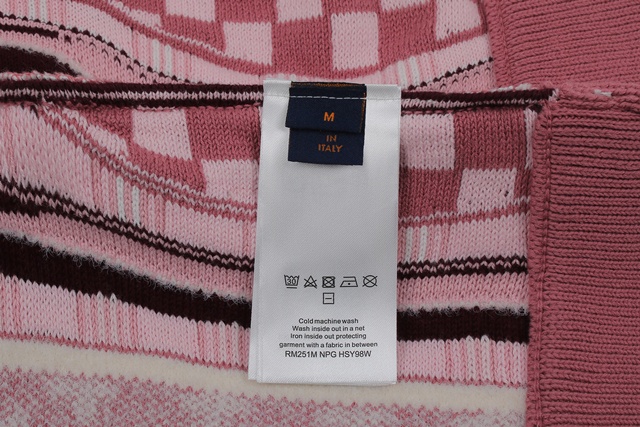 M
IN
ITALY
30
Cold machine wash
Wash inside out in a net
Iron inside out protecting
garment with a fabric in between
RM251M NPG HSY98W